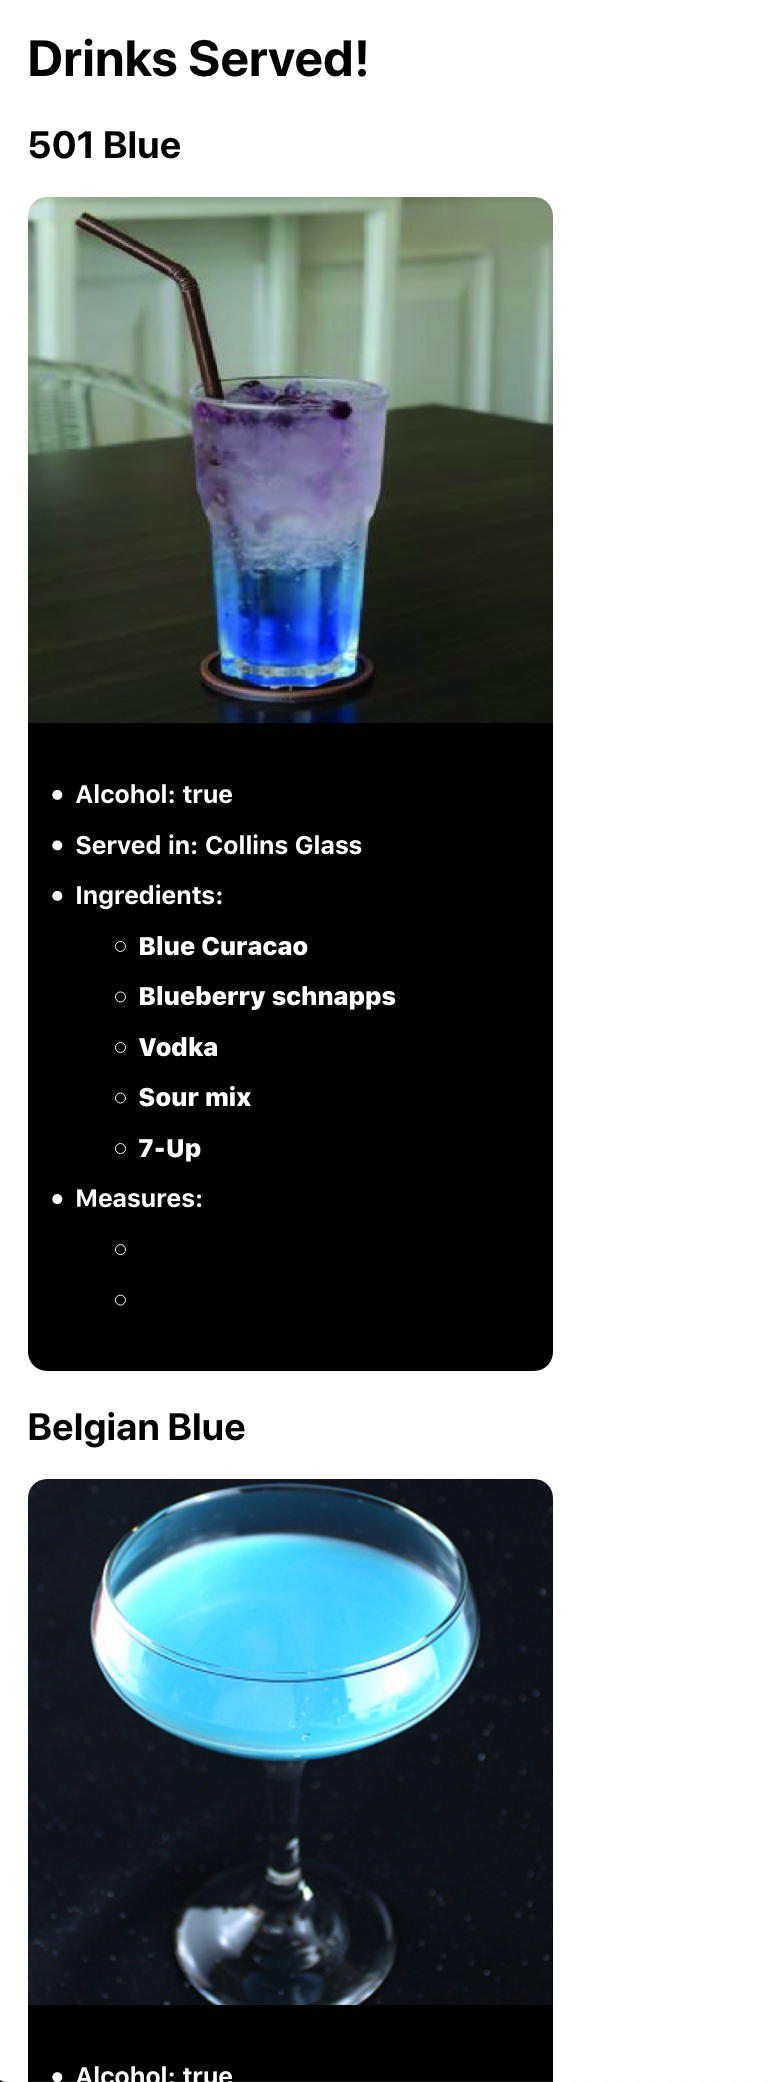 Drinks Served!
501 Blue
Alcohol: true
Served in: Collins Glass
Ingredients:
Blue Curacao
Blueberry schnapps
Vodka
Sour mix
7-Up
Measures:
Belgian Blue
Alcohol: true